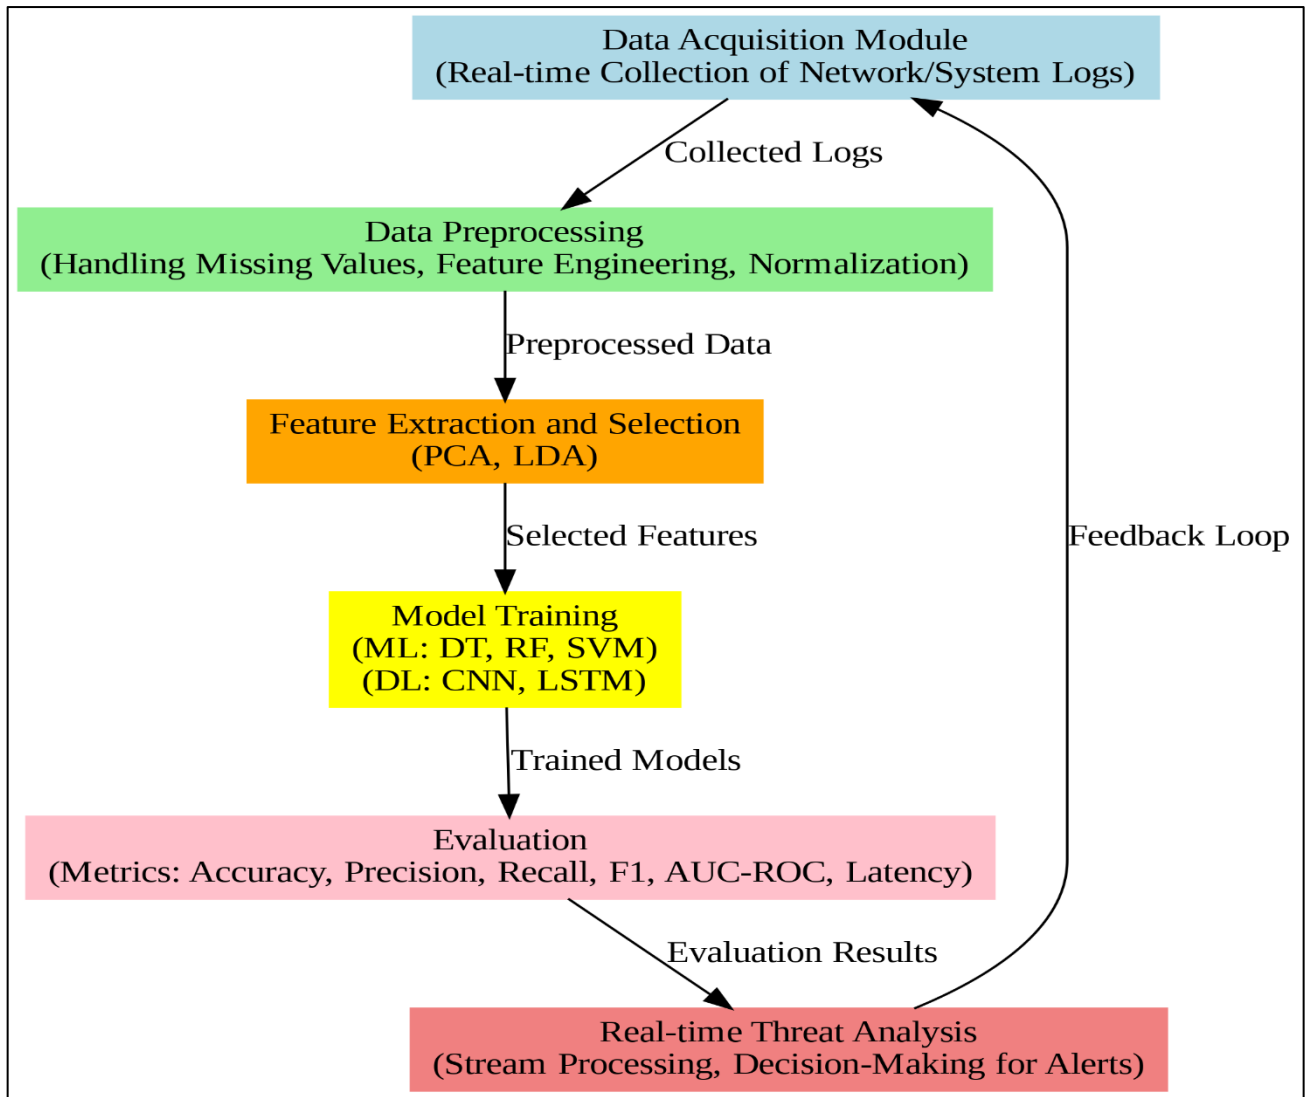 Data Acquisition Module
(Real-time Collection of Network/System Logs)
Collected Logs
Data Preprocessing
(Handling Missing Values, Feature Engineering, Normalization)
Preprocessed Data
Feature Extraction and Selection
(PCA, LDA)
Selected Features
Feedback Loop
Model Training
(ML: DT, RF, SVM)
(DL: CNN, LSTM)
Trained Models
Evaluation
(Metrics: Accuracy, Precision, Recall, F1, AUC-ROC, Latency)
Evaluation Results
Real-time Threat Analysis
(Stream Processing, Decision-Making for Alerts)